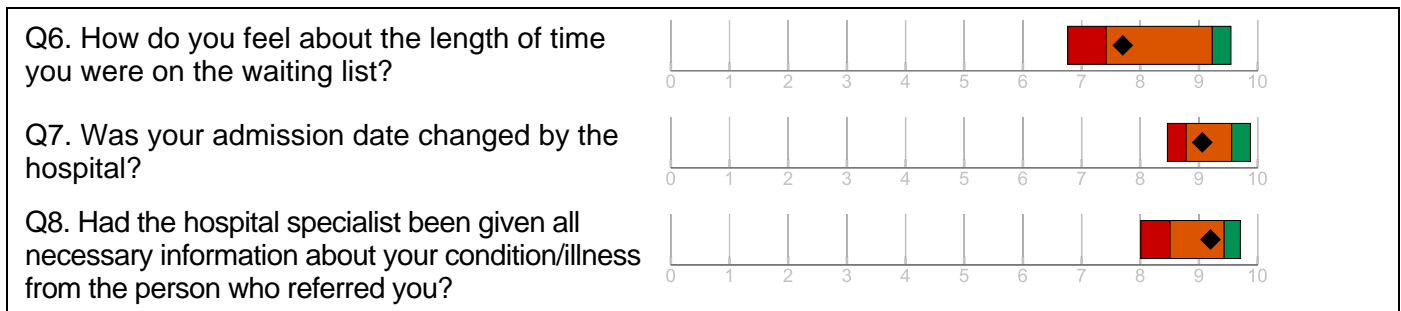 Q6. How do you feel about the length of time
you were on the waiting list?
0 1 2 3 4 5 6 7 8 9 10
Q7. Was your admission date changed by the
hospital?
0 1 2 3 4 5 6 7 8 9 10
Q8. Had the hospital specialist been given all
necessary information about your condition/illness
from the person who referred you?
0 1 2 3 4 5 6 7 8 9 10